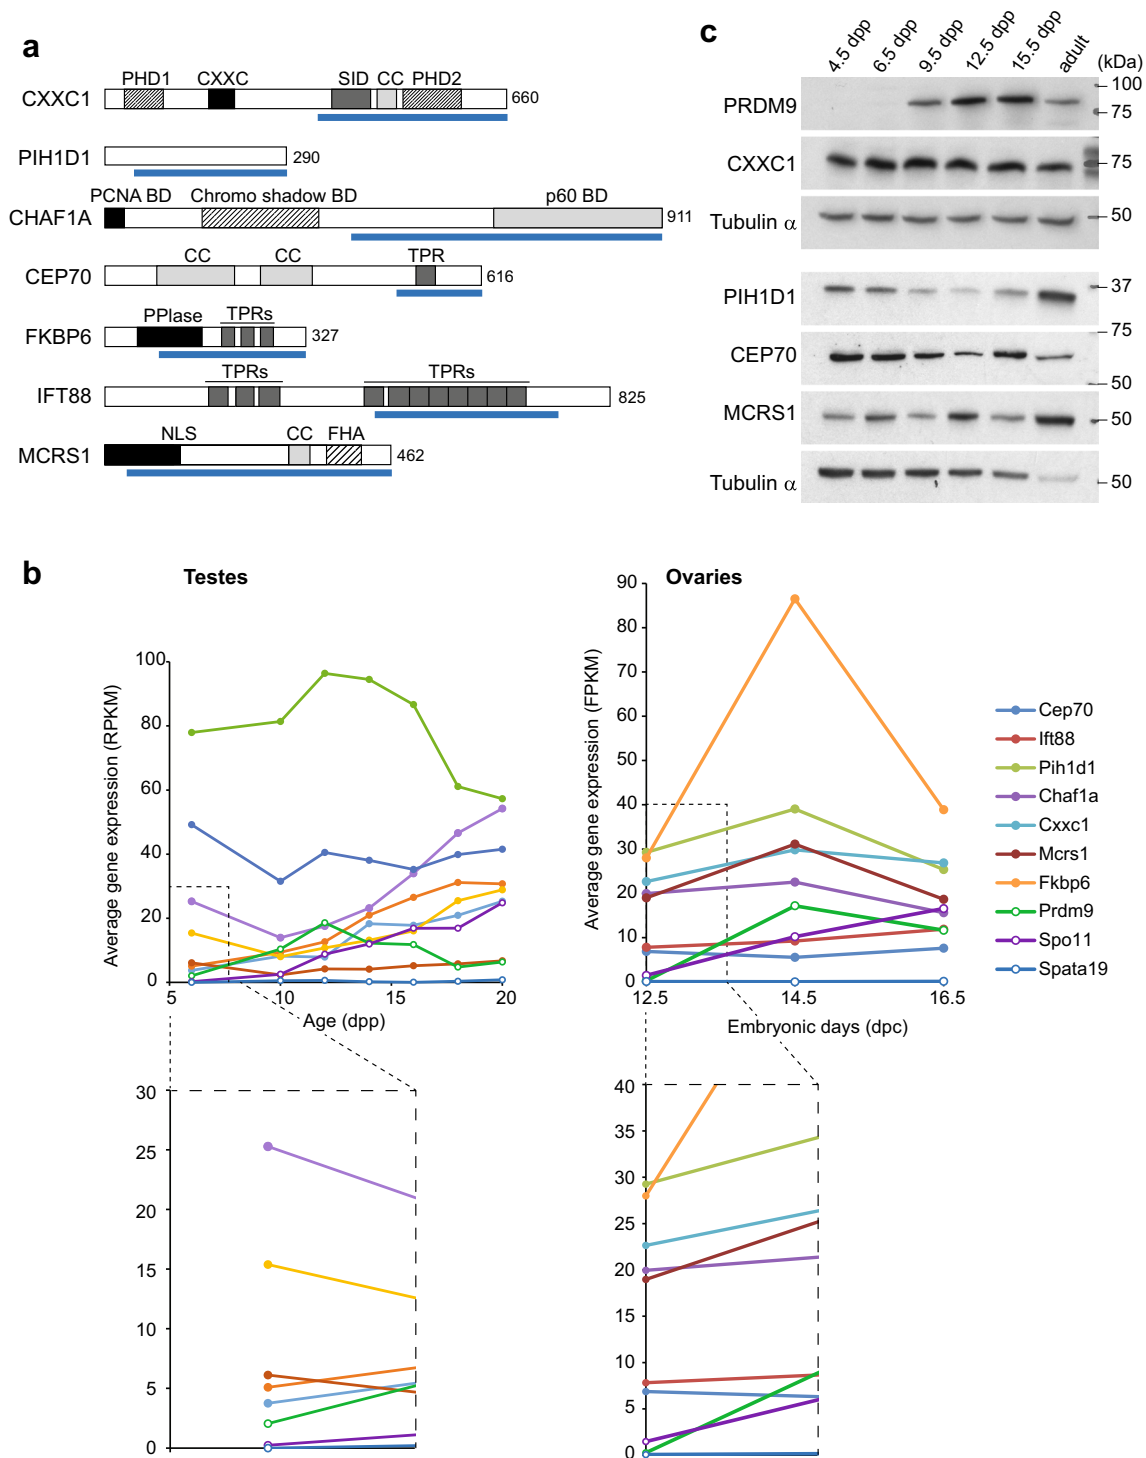 a
PHD1 CXXC SID CC PHD2
CXXC1 660
PIH1D1 290
PCNA BD Chromo shadow BD p60 BD
CHAF1A 911
CC CC TPR
CEP70 616
PPIase TPRs
FKBP6 327
TPRs TPRs
IFT88 825
NLS CC FHA
MCRS1 462
c
4.5 dpp 6.5 dpp 9.5 dpp 12.5 dpp 15.5 dpp adult (kDa)
PRDM9 100
75
CXXC1 75
Tubulin α 50
PIH1D1 37
75
CEP70
50
MCRS1 50
Tubulin α 50
b
Testes
Average gene expression (RPKM)
100
80
60
40
20
0
5 10 15 20
Age (dpp)
30
25
20
15
10
5
0
Ovaries
Average gene expression (FPKM)
90
80
70
60
50
40
30
20
10
0
12.5 14.5 16.5
Embryonic days (dpc)
40
35
30
25
20
15
10
5
0
Cep70
Ift88
Pih1d1
Chaf1a
Cxxc1
Mcrs1
Fkbp6
Prdm9
Spo11
Spata19